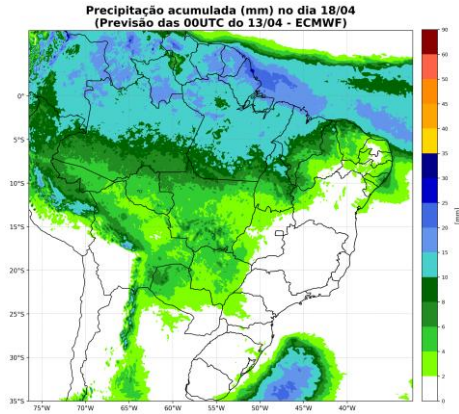 Precipitação acumulada (mm) no dia 18/04
(Previsão das 00UTC do 13/04 - ECMWF)
90
60
50
45
40
35
30
25
20
15
10
8
6
4
2
0
[mm]
0°
5°S
10°S
15°S
20°S
25°S
30°S
35°S
75°W
70°W
65°W
60°W
55°W
50°W
45°W
40°W